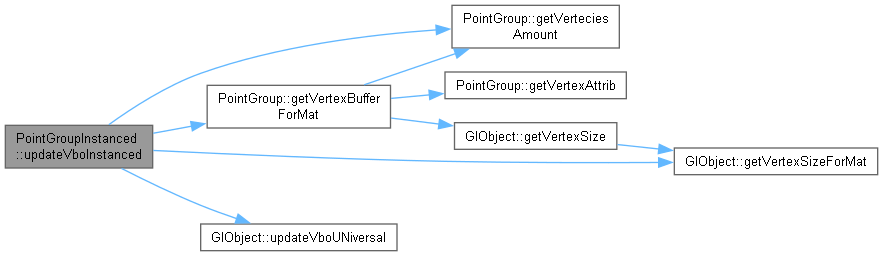 PointGroupInstanced
::updateVboInstanced
PointGroup::getVertecies
Amount
PointGroup::getVertexBuffer
ForMat
PointGroup::getVertexAttrib
GlObject::getVertexSize
GlObject::getVertexSizeForMat
GlObject::updateVboUNiversal